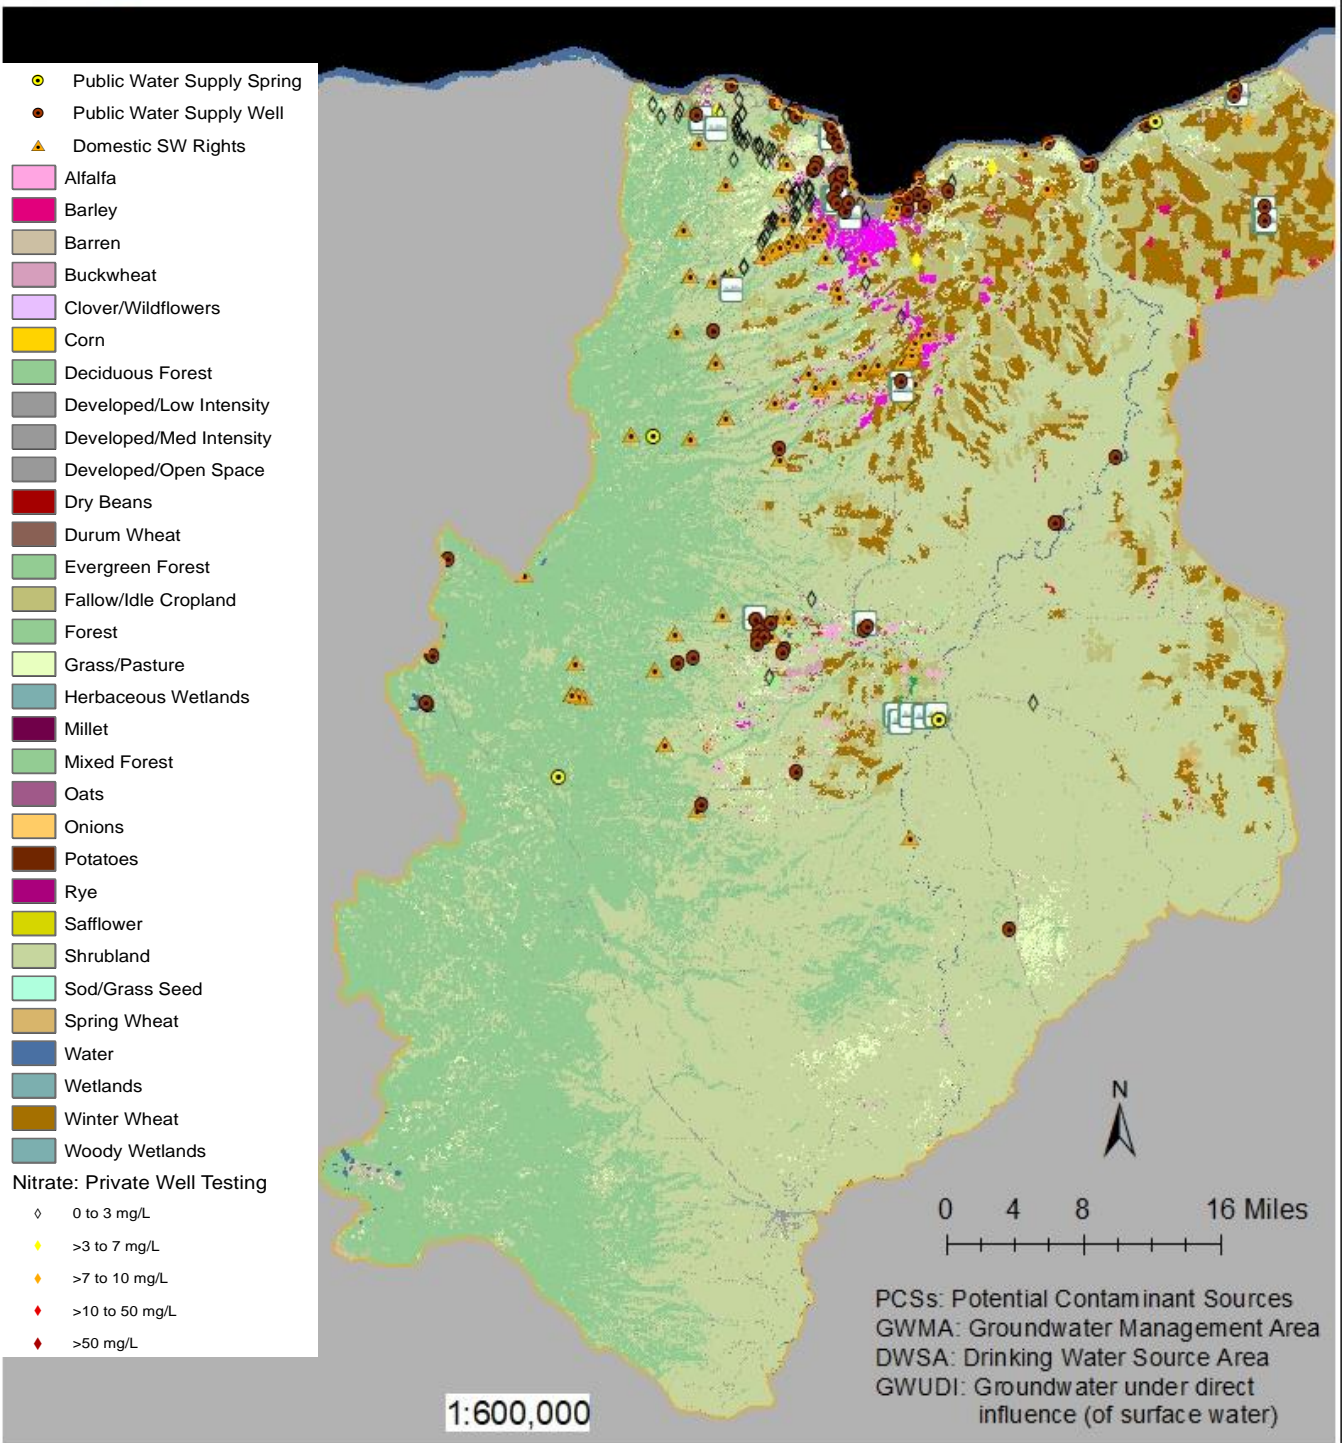 Public Water Supply Spring
Public Water Supply Well
Domestic SW Rights
Alfalfa
Barley
Barren
Buckwheat
Clover/Wildflowers
Corn
Deciduous Forest
Developed/Low Intensity
Developed/Med Intensity
Developed/Open Space
Dry Beans
Durum Wheat
Evergreen Forest
Fallow/Idle Cropland
Forest
Grass/Pasture
Herbaceous Wetlands
Millet
Mixed Forest
Oats
Onions
Potatoes
Rye
Safflower
Shrubland
Sod/Grass Seed
Spring Wheat
Water
Wetlands
Winter Wheat
Woody Wetlands
Nitrate: Private Well Testing
0 to 3 mg/L
>3 to 7 mg/L
>7 to 10 mg/L
>10 to 50 mg/L
>50 mg/L
N
0 4 8 16 Miles
PCSs: Potential Contaminant Sources
GWMA: Groundwater Management Area
DWSA: Drinking Water Source Area
GWUDI: Groundwater under direct
influence (of surface water)
1:600,000